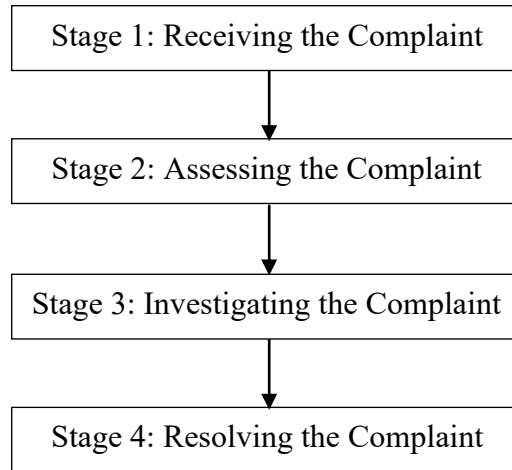 Stage 1: Receiving the Complaint
Stage 2: Assessing the Complaint
Stage 3: Investigating the Complaint
Stage 4: Resolving the Complaint